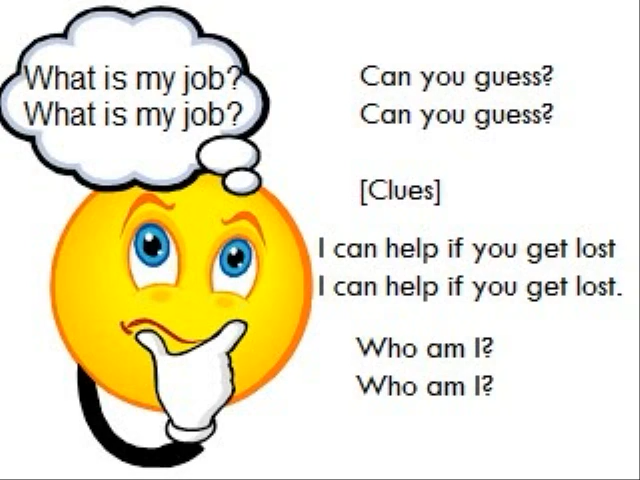 What is my job?
What is my job?
Can you guess?
Can you guess?
[Clues]
I can help if you get lost
I can help if you get lost.
Who am I?
Who am I?